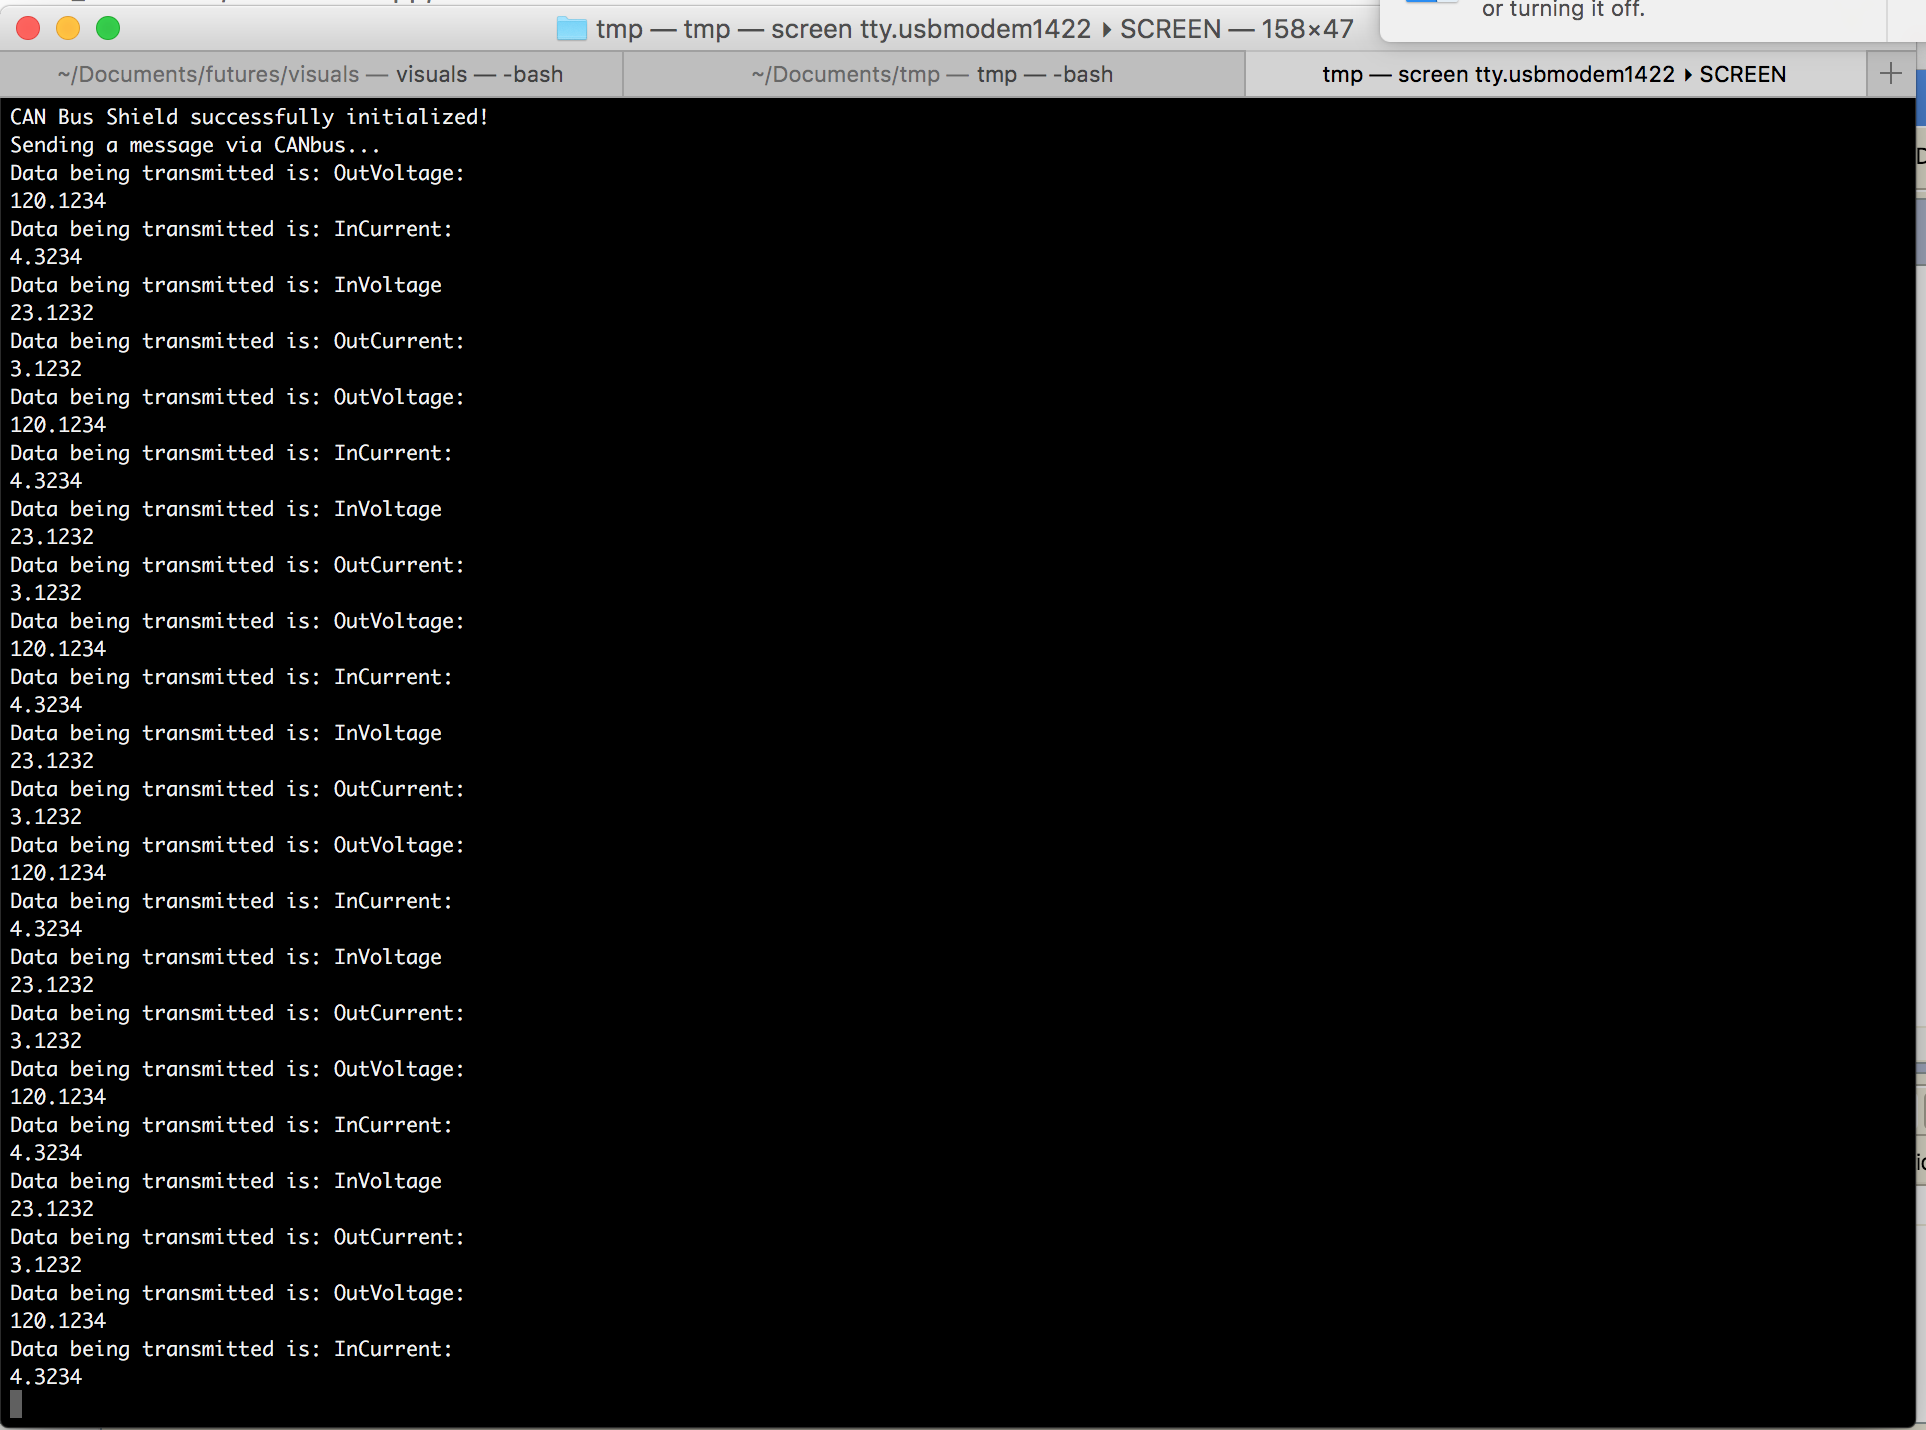 or turning it off.
tmp — tmp — screen tty.usbmodem1422 ▸ SCREEN — 158×47
~/Documents/futures/visuals — visuals — -bash
~/Documents/tmp — tmp — -bash
tmp — screen tty.usbmodem1422 ▸ SCREEN
CAN Bus Shield successfully initialized!
Sending a message via CANbus...
Data being transmitted is: OutVoltage:
120.1234
Data being transmitted is: InCurrent:
4.3234
Data being transmitted is: InVoltage
23.1232
Data being transmitted is: OutCurrent:
3.1232
Data being transmitted is: OutVoltage:
120.1234
Data being transmitted is: InCurrent:
4.3234
Data being transmitted is: InVoltage
23.1232
Data being transmitted is: OutCurrent:
3.1232
Data being transmitted is: OutVoltage:
120.1234
Data being transmitted is: InCurrent:
4.3234
Data being transmitted is: InVoltage
23.1232
Data being transmitted is: OutCurrent:
3.1232
Data being transmitted is: OutVoltage:
120.1234
Data being transmitted is: InCurrent:
4.3234
Data being transmitted is: InVoltage
23.1232
Data being transmitted is: OutCurrent:
3.1232
Data being transmitted is: OutVoltage:
120.1234
Data being transmitted is: InCurrent:
4.3234
Data being transmitted is: InVoltage
23.1232
Data being transmitted is: OutCurrent:
3.1232
Data being transmitted is: OutVoltage:
120.1234
Data being transmitted is: InCurrent:
4.3234